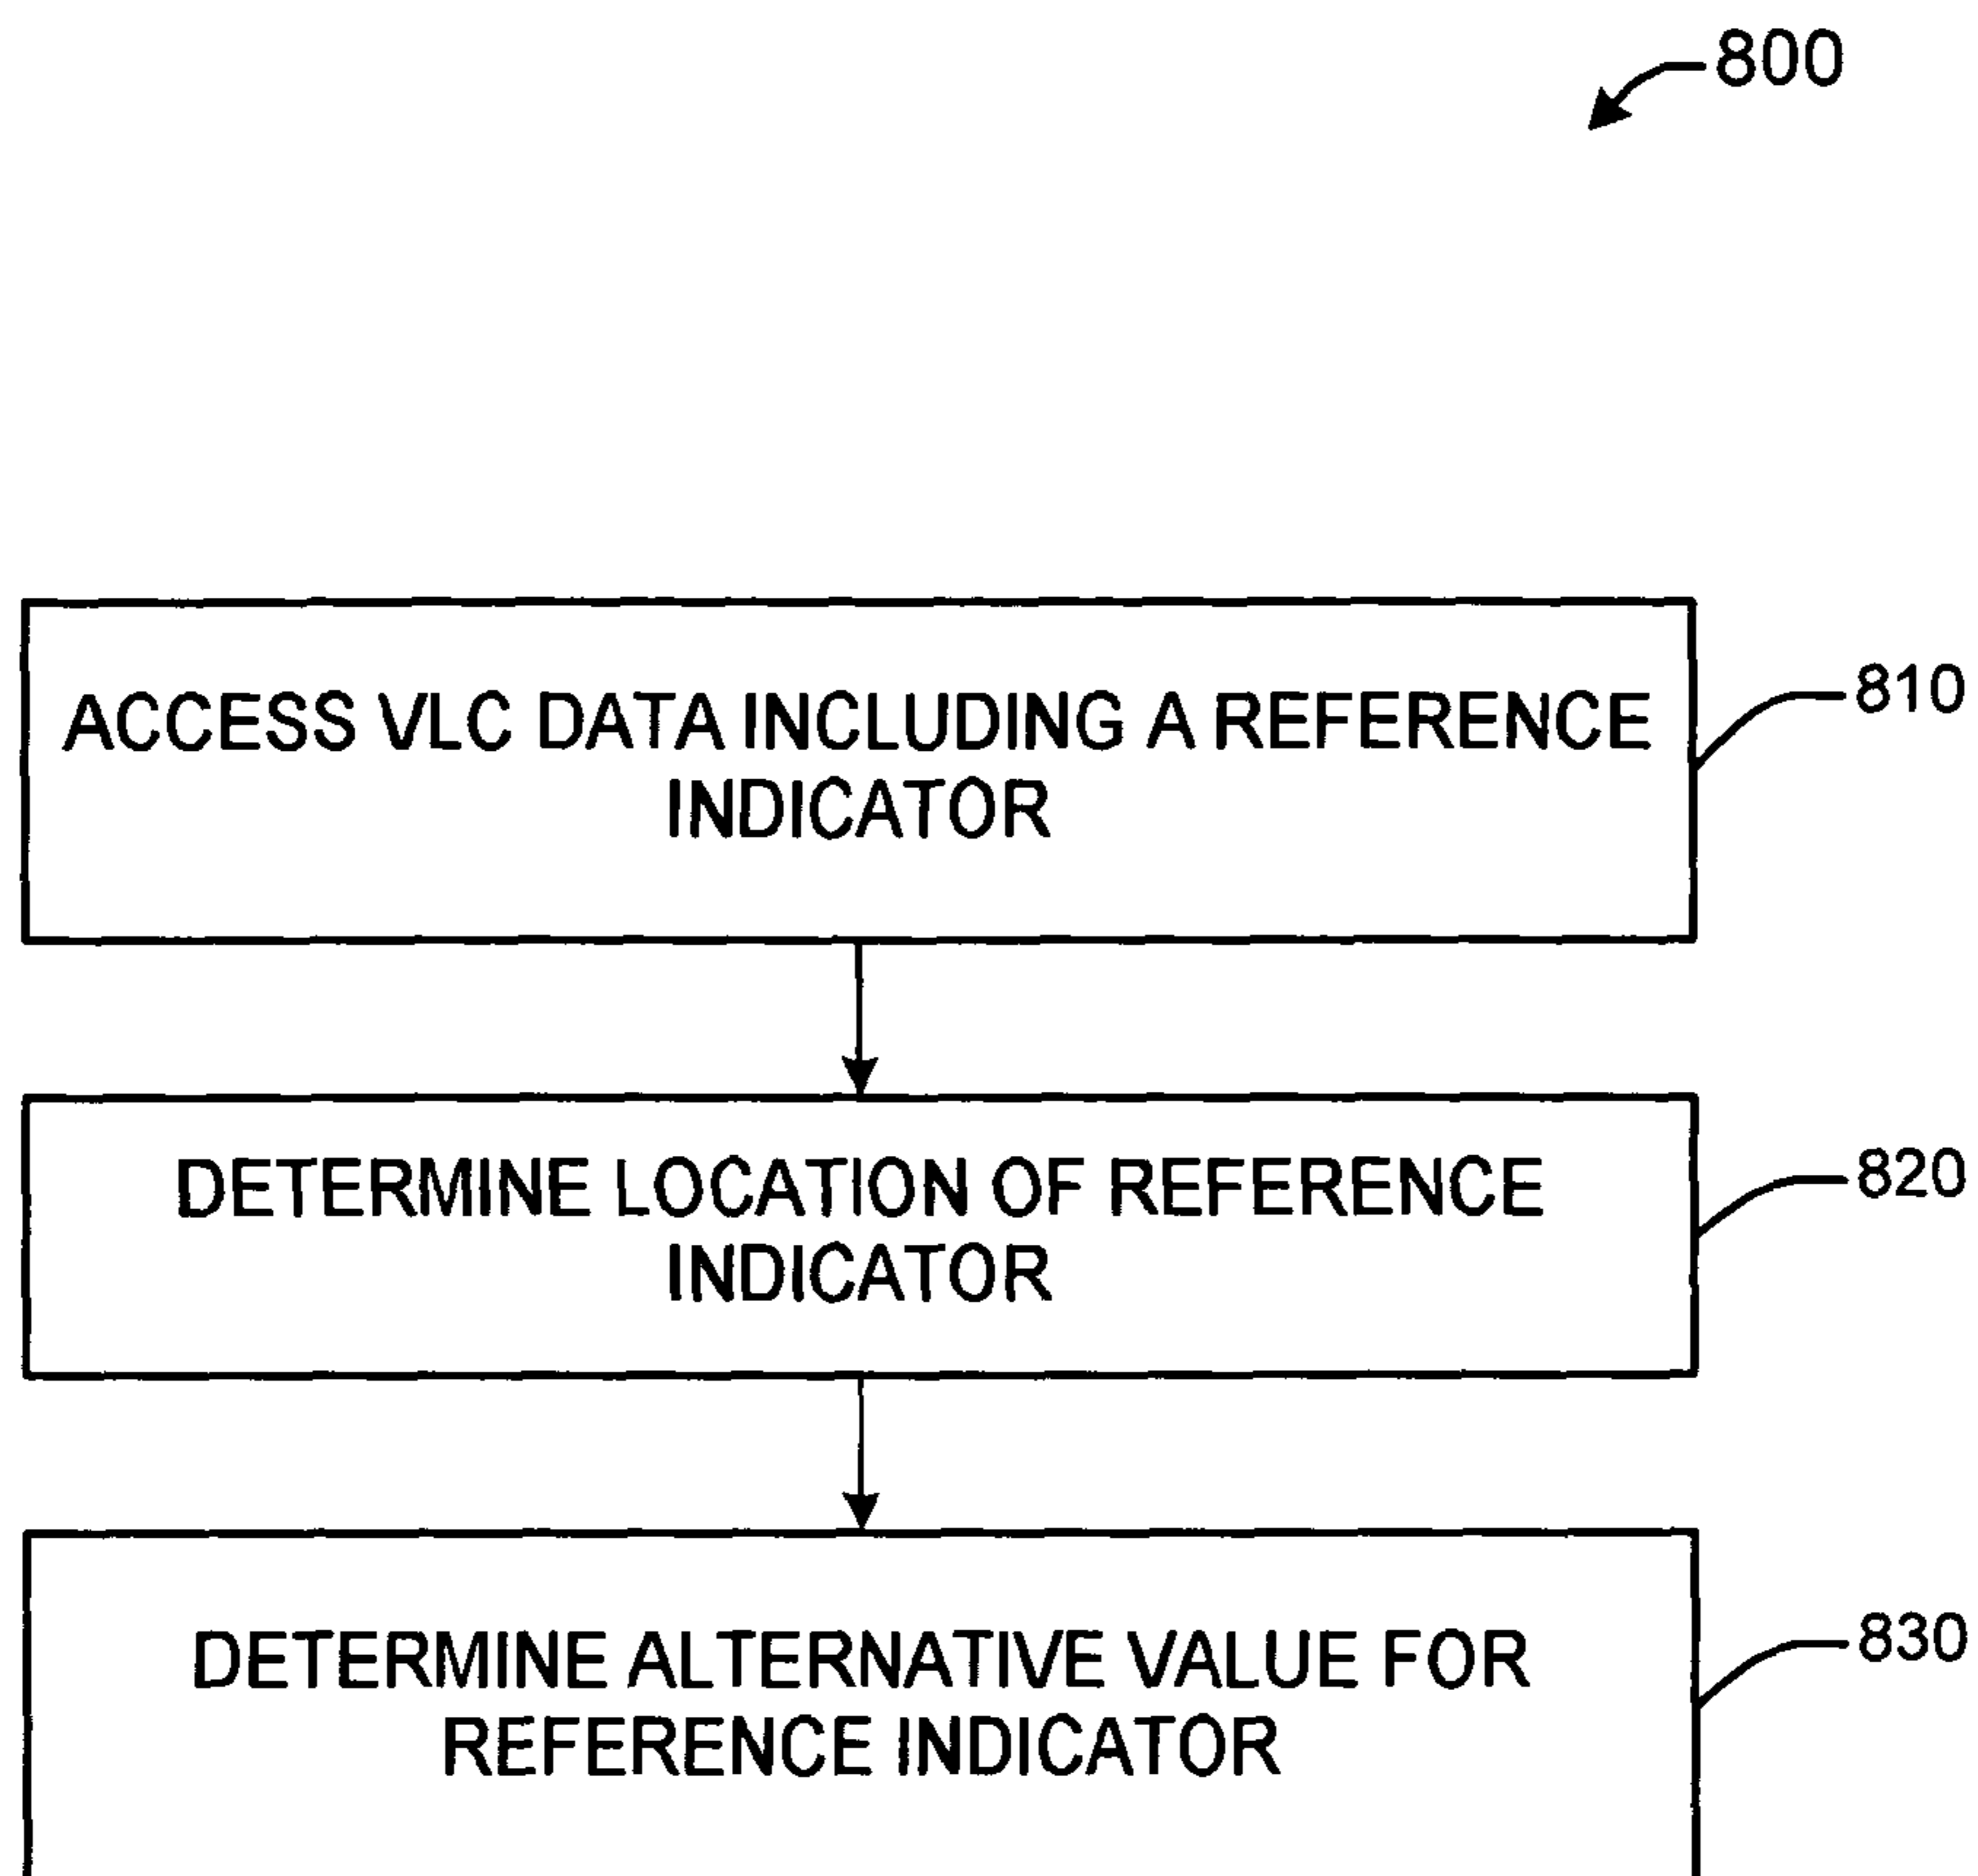 800
ACCESS VLC DATA INCLUDING A REFERENCE
INDICATOR
810
DETERMINE LOCATION OF REFERENCE
INDICATOR
820
DETERMINE ALTERNATIVE VALUE FOR
REFERENCE INDICATOR
830